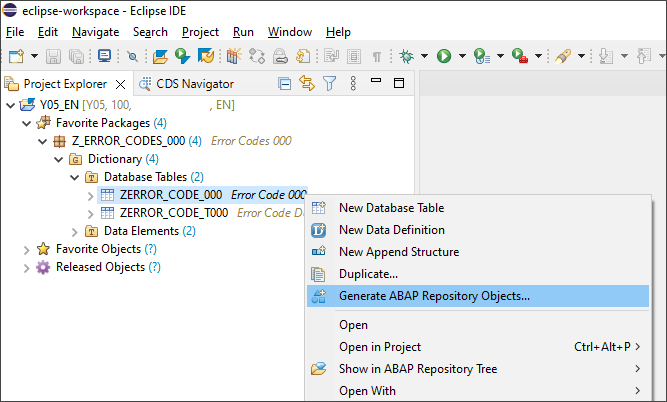 eclipse-workspace - Eclipse IDE
File Edit Navigate Search Project Run Window Help
Project Explorer CDS Navigator
Y05_EN [Y05, 100, , EN]
Favorite Packages (4)
Z_ERROR_CODES_000 (4) Error Codes 000
Dictionary (4)
Database Tables (2)
ZERROR_CODE_000 Error Code 000
ZERROR_CODE_T000 Error Code D
Data Elements (2)
Favorite Objects (?)
Released Objects (?)
New Database Table
New Data Definition
New Append Structure
Duplicate...
Generate ABAP Repository Objects...
Open
Open in Project Ctrl+Alt+P
Show in ABAP Repository Tree
Open With